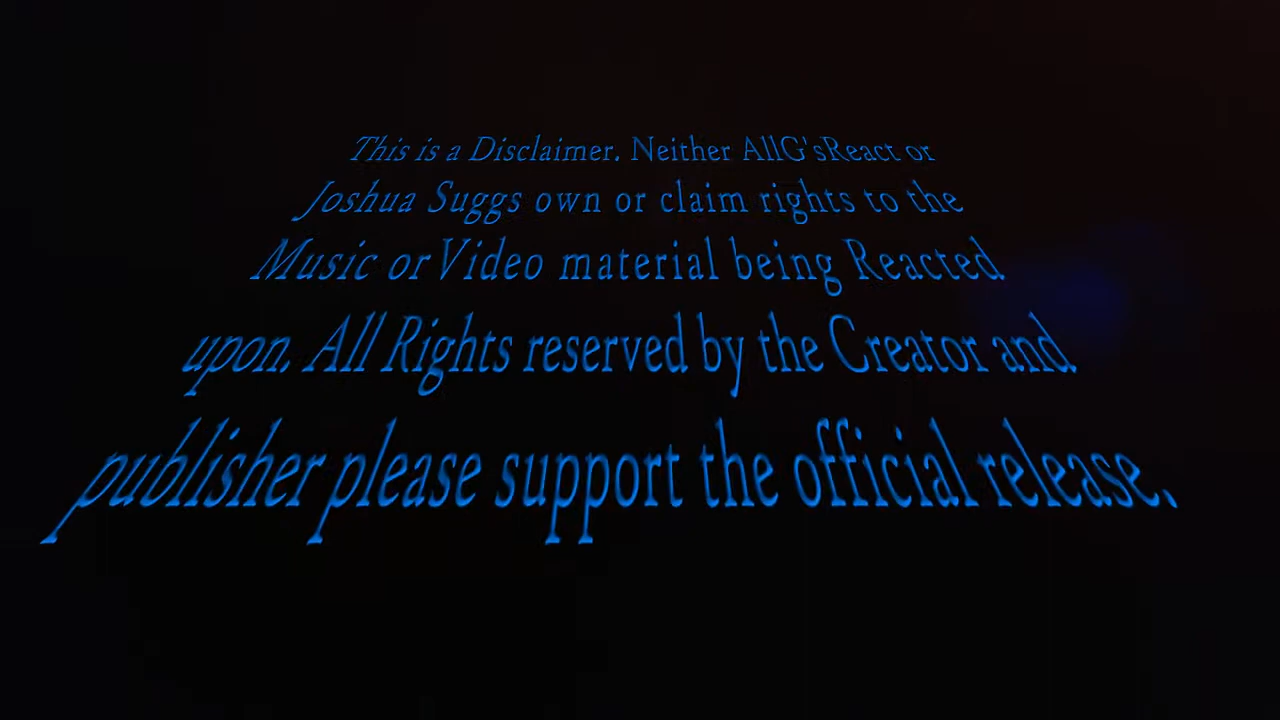 This is a Disclaimer. Neither AllG'sReact or
Joshua Suggs own or claim rights to the
Music or Video material being Reacted
upon. All Rights reserved by the Creator and
publisher please support the official release.